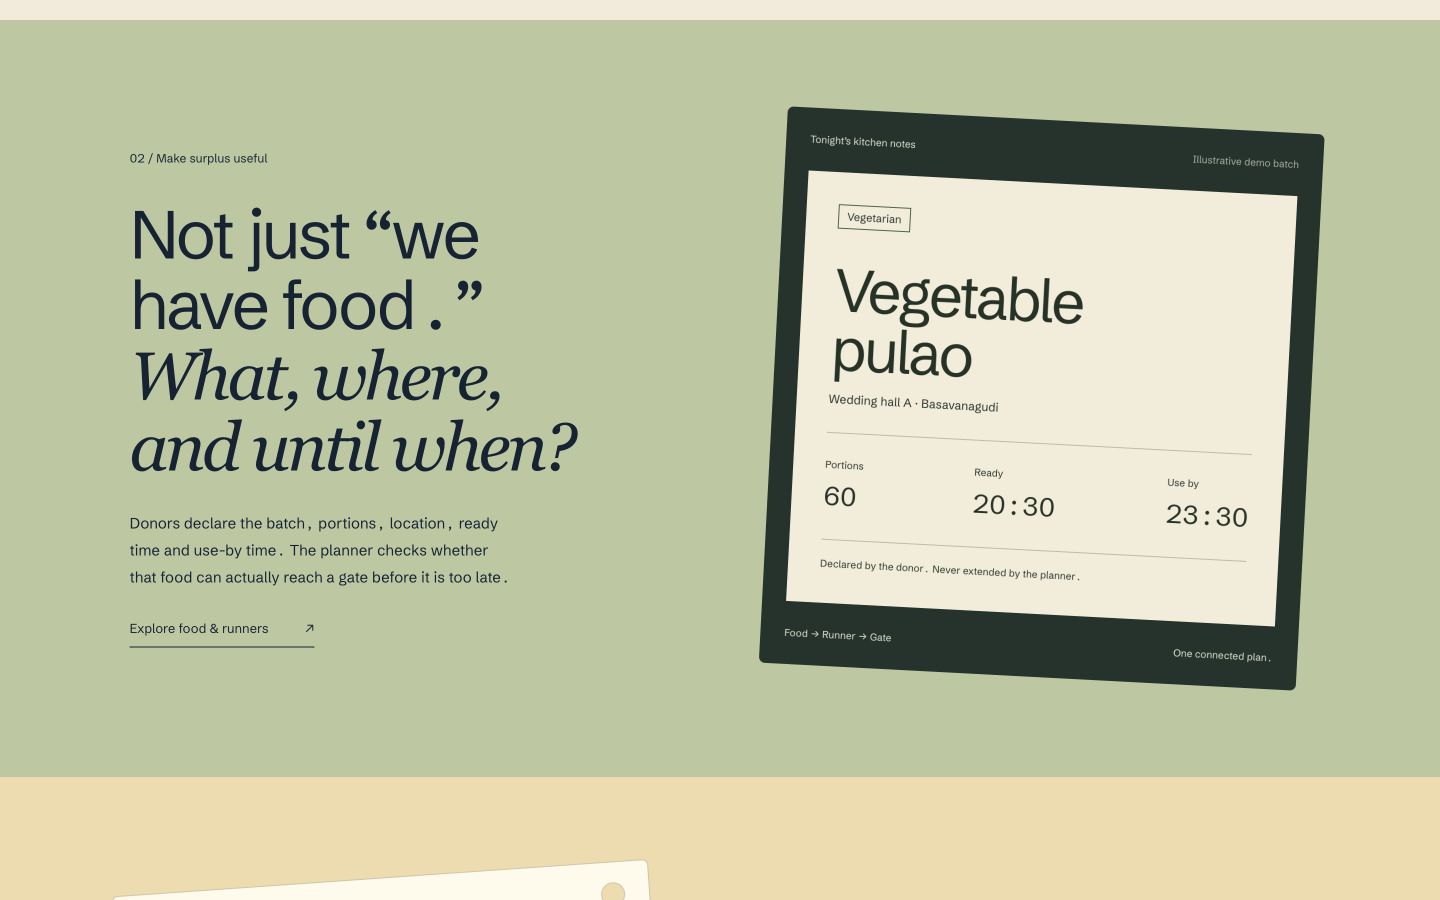 02 / Make surplus useful
Not just “we
have food.”
What, where,
and until when?
Donors declare the batch, portions, location, ready
time and use-by time. The planner checks whether
that food can actually reach a gate before it is too late.
Explore food & runners ↗
Tonight's kitchen notes
Illustrative demo batch
Vegetarian
Vegetable
pulao
Wedding hall A · Basavanagudi
Portions
60
Ready
20:30
Use by
23:30
Declared by the donor. Never extended by the planner.
Food → Runner → Gate
One connected plan.